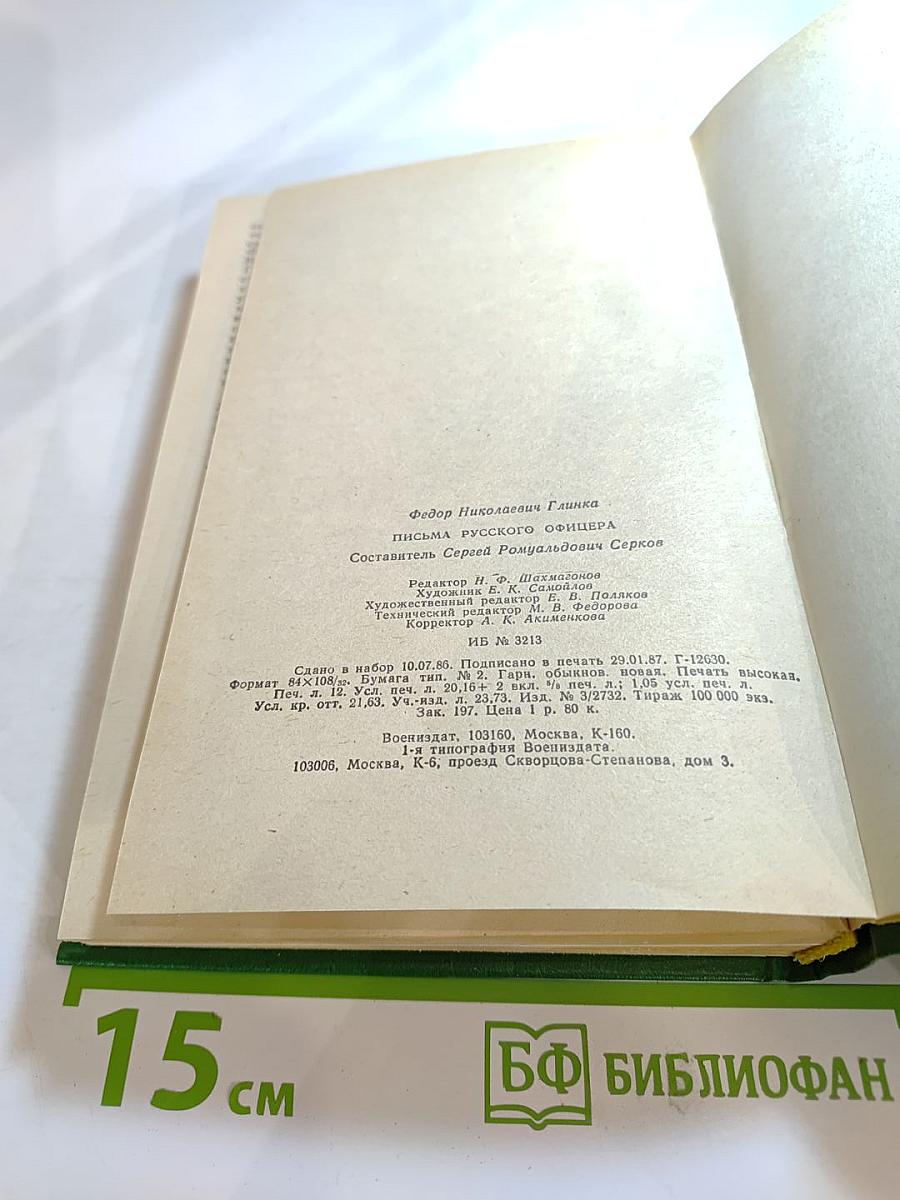 Федор Николаевич Глинка
ПИСЬМА РУССКОГО ОФИЦЕРА
Составитель Сергей Ромуальдович Серков
Редактор Н. Ф. Шахмагонов
Художник Е. К. Самойлов
Художественный редактор Е. В. Поляков
Технический редактор М. В. Федорова
Корректор А. К. Акименкова
ИБ № 3213
Сдано в набор 10.07.86. Подписано в печать 29.01.87. Г-12630.
Формат 84×108/32. Бумага тип. № 2. Гарн. обыкнов. новая. Печать высокая.
Печ. л. 12. Усл. печ. л. 20,16+ 2 вкл. 5/8 печ. л.; 1,05 усл. печ. л.
Усл. кр. отт. 21,63. Уч.-изд. л. 23,73. Изд. № 3/2732. Тираж 100 000 экз.
Зак. 197. Цена 1 р. 80 к.
Воениздат, 103160, Москва, К-160.
1-я типография Воениздата.
103006, Москва, К-6, проезд Скворцова-Степанова, дом 3.
15 см
БФ БИБЛИОФАН